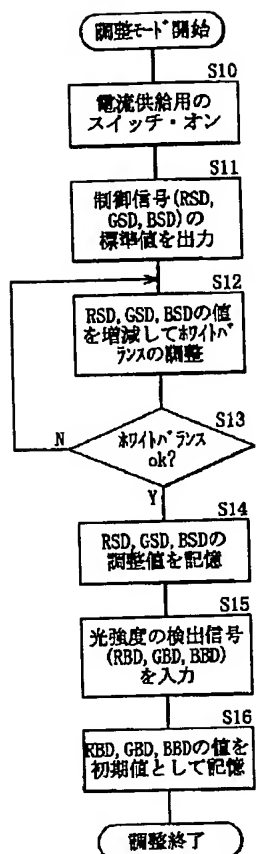 調整ﾓｰﾄﾞ開始
S10
電流供給用の
スイッチ・オン
S11
制御信号(RSD,
GSD, BSD)の
標準値を出力
S12
RSD, GSD, BSDの値
を増減してﾎﾜｲﾄﾊﾞ
ﾗﾝｽの調整
S13
ﾎﾜｲﾄﾊﾞﾗﾝｽ
ok?
N
Y
S14
RSD, GSD, BSDの
調整値を記憶
S15
光強度の検出信号
(RBD, GBD, BBD)
を入力
S16
RBD, GBD, BBDの値を
初期値として記憶
調整終了